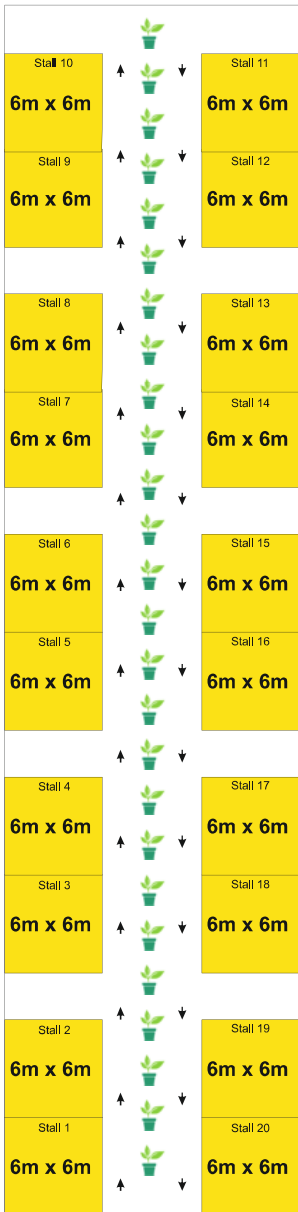 Stall 10
6m x 6m
Stall 11
6m x 6m
Stall 9
6m x 6m
Stall 12
6m x 6m
Stall 8
6m x 6m
Stall 13
6m x 6m
Stall 7
6m x 6m
Stall 14
6m x 6m
Stall 6
6m x 6m
Stall 15
6m x 6m
Stall 5
6m x 6m
Stall 16
6m x 6m
Stall 4
6m x 6m
Stall 17
6m x 6m
Stall 3
6m x 6m
Stall 18
6m x 6m
Stall 2
6m x 6m
Stall 19
6m x 6m
Stall 1
6m x 6m
Stall 20
6m x 6m